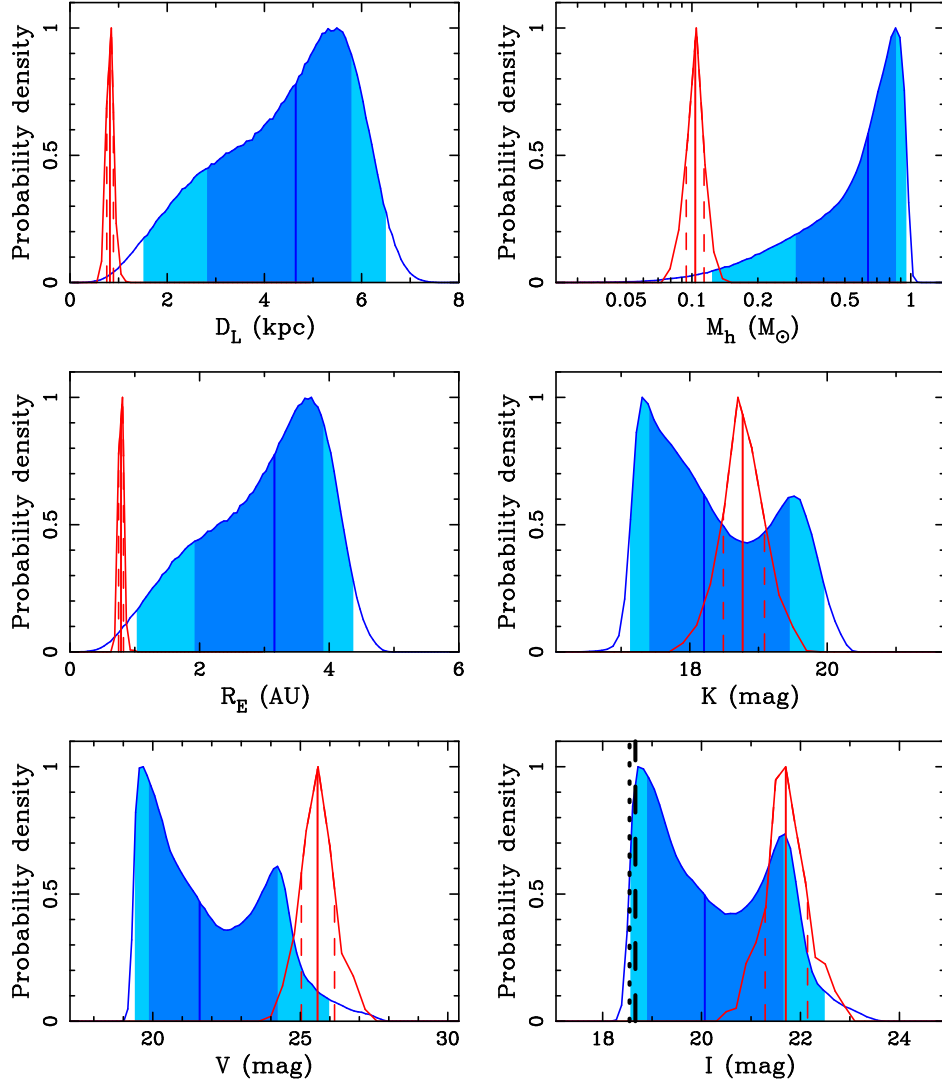 Probability density
0 0.5 1
0 2 4 6 8
D_L (kpc)
Probability density
0 0.5 1
0.05 0.1 0.2 0.5 1
M_h (M_⊙)
Probability density
0 0.5 1
0 2 4 6
R_E (AU)
Probability density
0 0.5 1
18 20
K (mag)
Probability density
0 0.5 1
20 25 30
V (mag)
Probability density
0 0.5 1
18 20 22 24
I (mag)